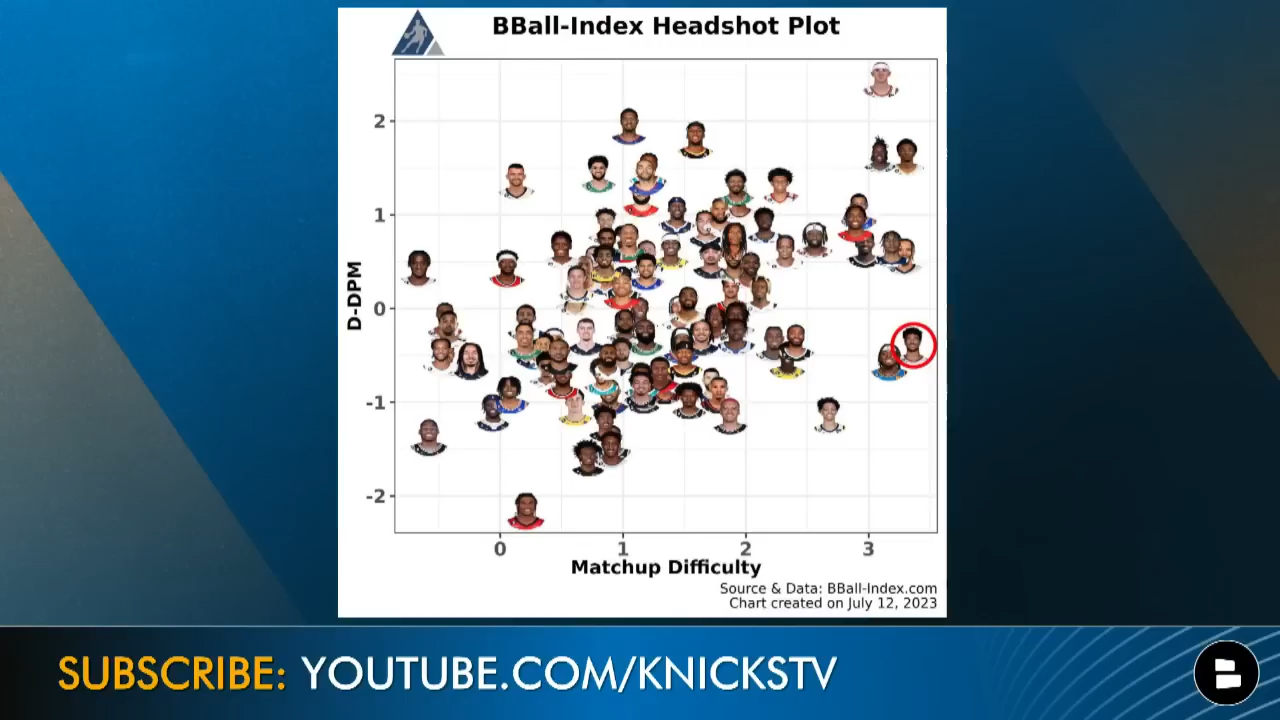 BBall-Index Headshot Plot
2
1
0
-1
-2
D-DPM
0 1 2 3
Matchup Difficulty
Source & Data: BBall-Index.com
Chart created on July 12, 2023
SUBSCRIBE: YOUTUBE.COM/KNICKSTV